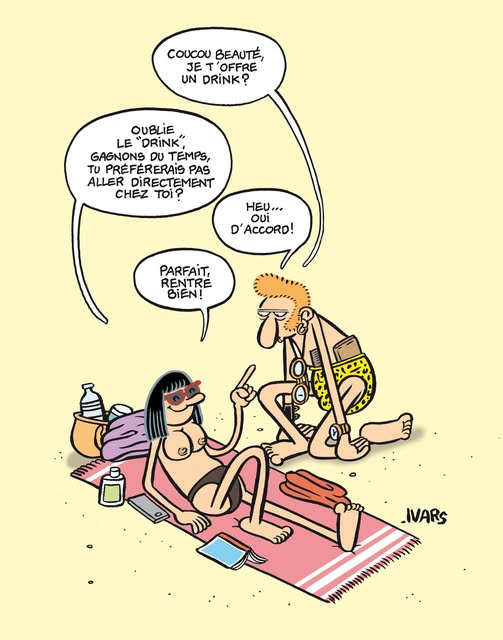 COUCOU BEAUTÉ,
JE T'OFFRE
UN DRINK?
OUBLIE
LE "DRINK",
GAGNONS DU TEMPS,
TU PRÉFÉRERAIS PAS
ALLER DIRECTEMENT
CHEZ TOI?
HEU...
OUI
D'ACCORD!
PARFAIT,
RENTRE
BIEN!
.IVARS